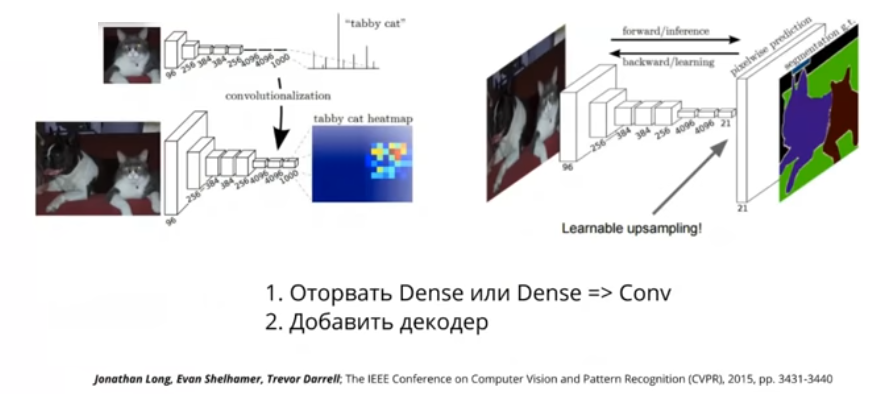 "tabby cat"
96
256
384
384
256
4096
4096
1000
convolutionalization
tabby cat heatmap
96
256
384
384
256
4096
4096
1000
forward/inference
backward/learning
pixelwise prediction
segmentation g.t.
96
256
384
384
256
4096
4096
21
21
Learnable upsampling!
1. Оторвать Dense или Dense => Conv
2. Добавить декодер
Jonathan Long, Evan Shelhamer, Trevor Darrell; The IEEE Conference on Computer Vision and Pattern Recognition (CVPR), 2015, pp. 3431-3440